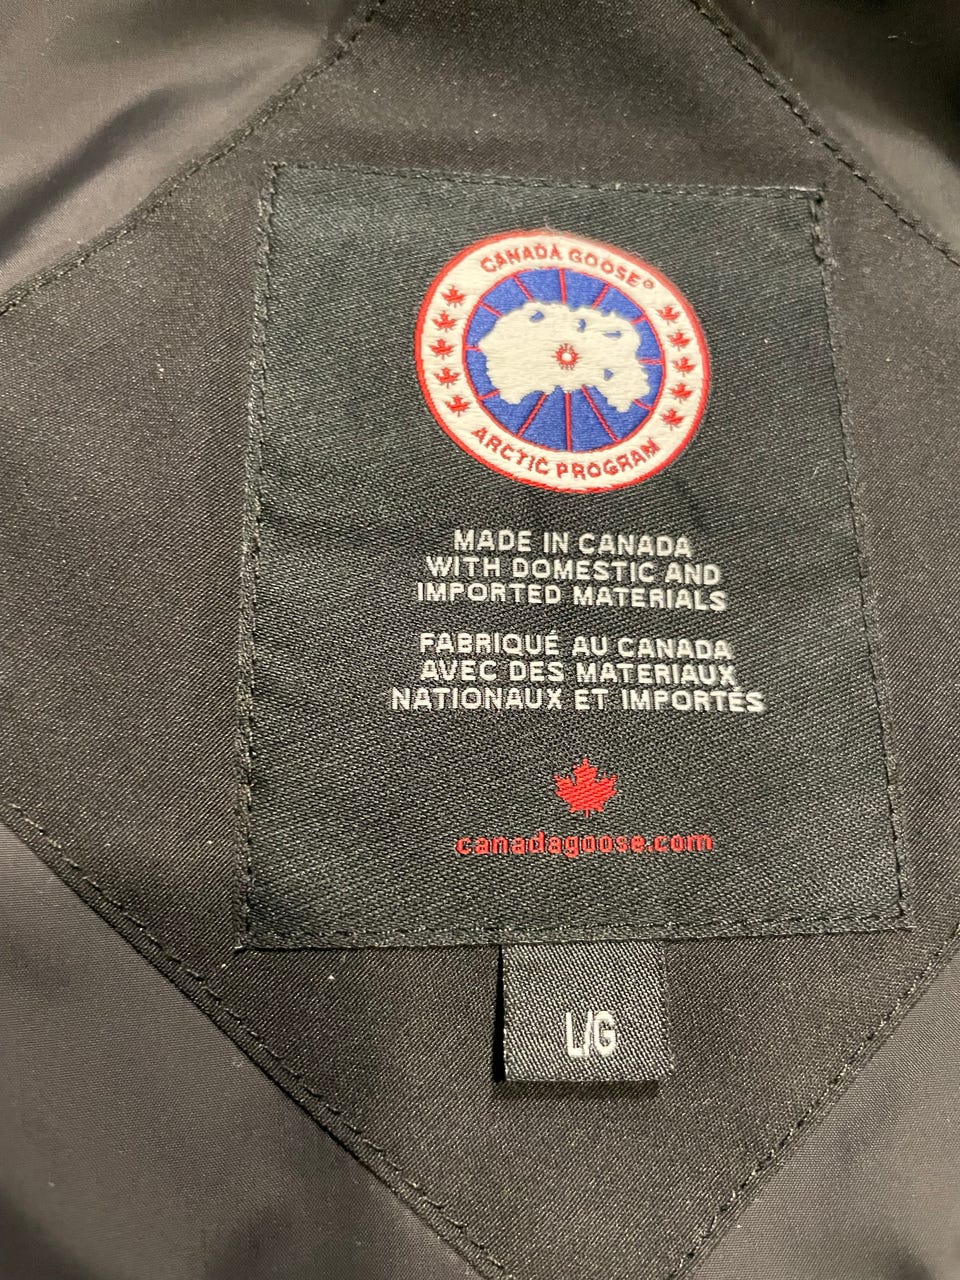 CANADA GOOSE®
ARCTIC PROGRAM
MADE IN CANADA
WITH DOMESTIC AND
IMPORTED MATERIALS
FABRIQUÉ AU CANADA
AVEC DES MATERIAUX
NATIONAUX ET IMPORTÉS
canadagoose.com
L/G